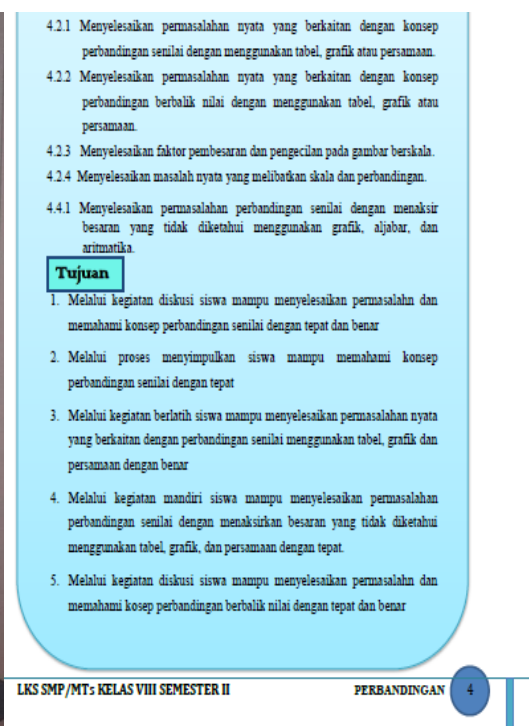 4.2.1 Menyelesaikan permasalahan nyata yang berkaitan dengan konsep
perbandingan senilai dengan menggunakan tabel, grafik atau persamaan.
4.2.2 Menyelesaikan permasalahan nyata yang berkaitan dengan konsep
perbandingan berbalik nilai dengan menggunakan tabel, grafik atau
persamaan.
4.2.3 Menyelesaikan faktor pembesaran dan pengecilan pada gambar berskala.
4.2.4 Menyelesaikan masalah nyata yang melibatkan skala dan perbandingan.
4.4.1 Menyelesaikan permasalahan perbandingan senilai dengan menaksir
besaran yang tidak diketahui menggunakan grafik, aljabar, dan
aritmatika.
Tujuan
1. Melalui kegiatan diskusi siswa mampu menyelesaikan permasalahn dan
memahami konsep perbandingan senilai dengan tepat dan benar
2. Melalui proses menyimpulkan siswa mampu memahami konsep
perbandingan senilai dengan tepat
3. Melalui kegiatan berlatih siswa mampu menyelesaikan permasalahan nyata
yang berkaitan dengan perbandingan senilai menggunakan tabel, grafik dan
persamaan dengan benar
4. Melalui kegiatan mandiri siswa mampu menyelesaikan permasalahan
perbandingan senilai dengan menaksirkan besaran yang tidak diketahui
menggunakan tabel, grafik, dan persamaan dengan tepat.
5. Melalui kegiatan diskusi siswa mampu menyelesaikan permasalahn dan
memahami kosep perbandingan berbalik nilai dengan tepat dan benar
LKS SMP/MTs KELAS VIII SEMESTER II PERBANDINGAN 4